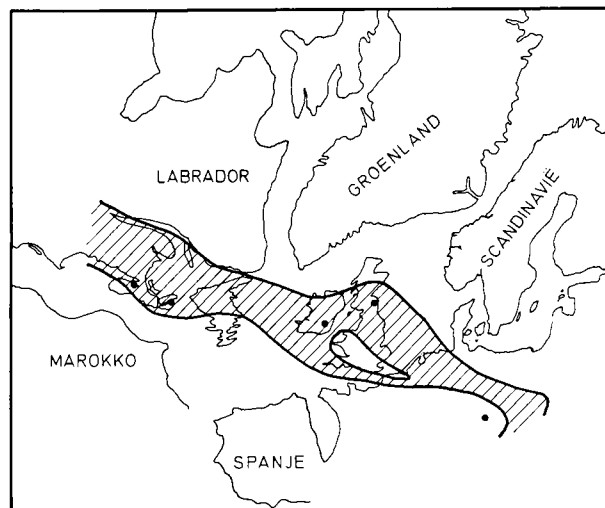 LABRADOR
GROENLAND
SCANDINAVIË
MAROKKO
SPANJE